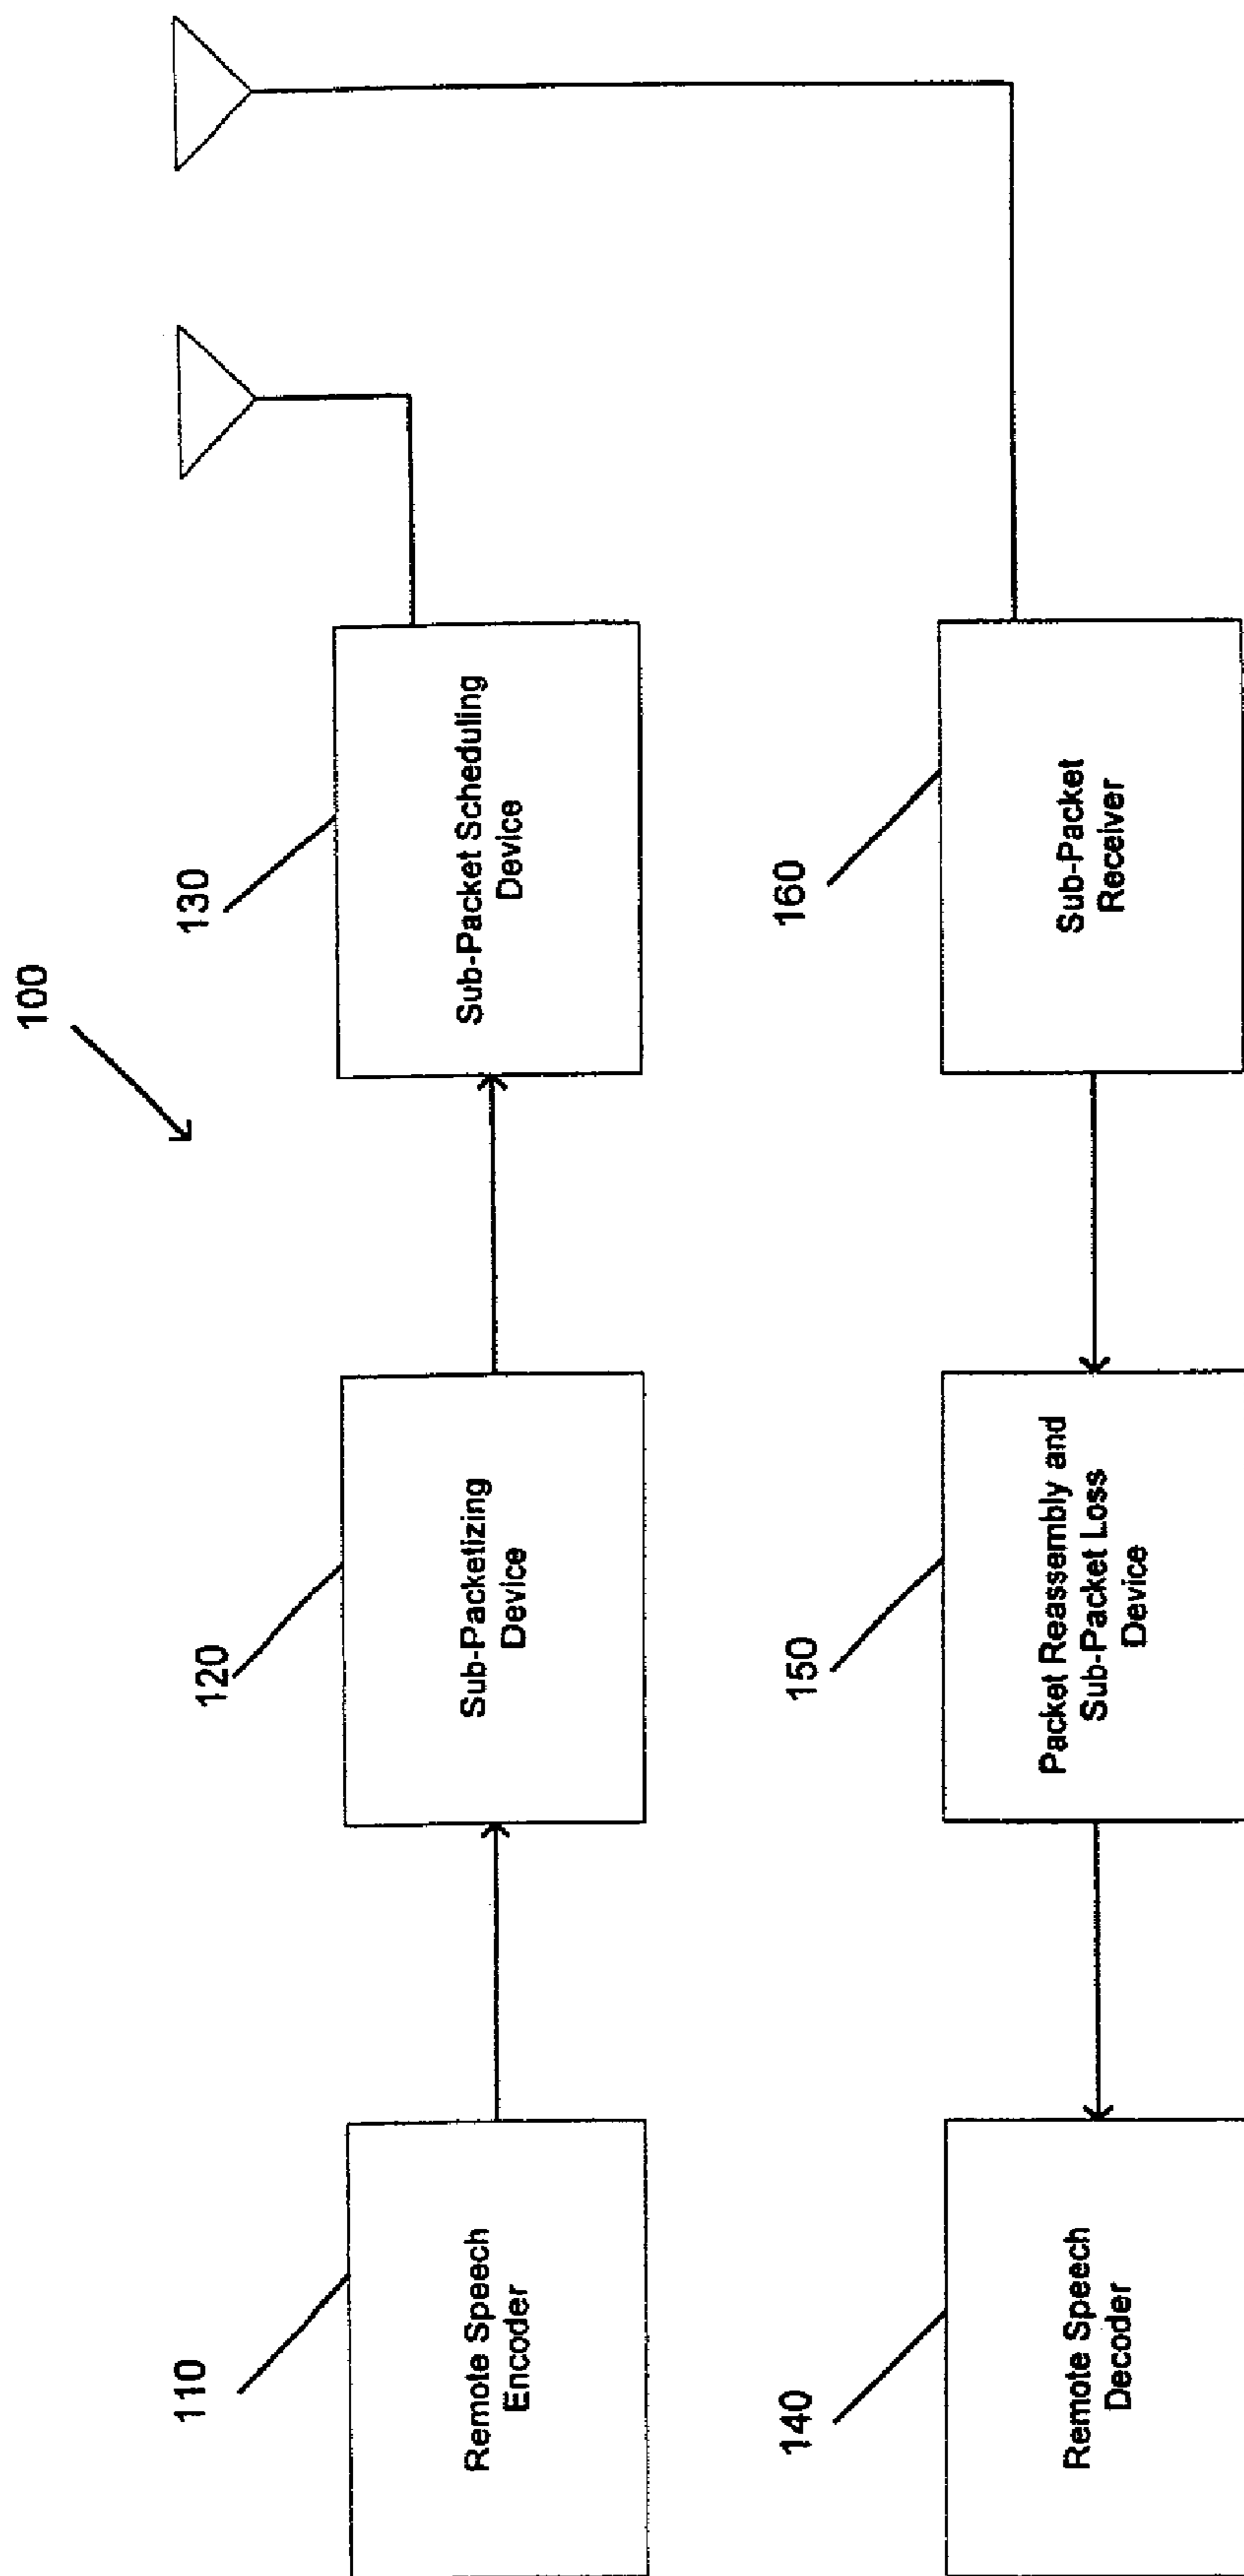 100
110
Remote Speech
Encoder
120
Sub-Packetizing
Device
130
Sub-Packet Scheduling
Device
140
Remote Speech
Decoder
150
Packet Reassembly and
Sub-Packet Loss
Device
160
Sub-Packet
Receiver